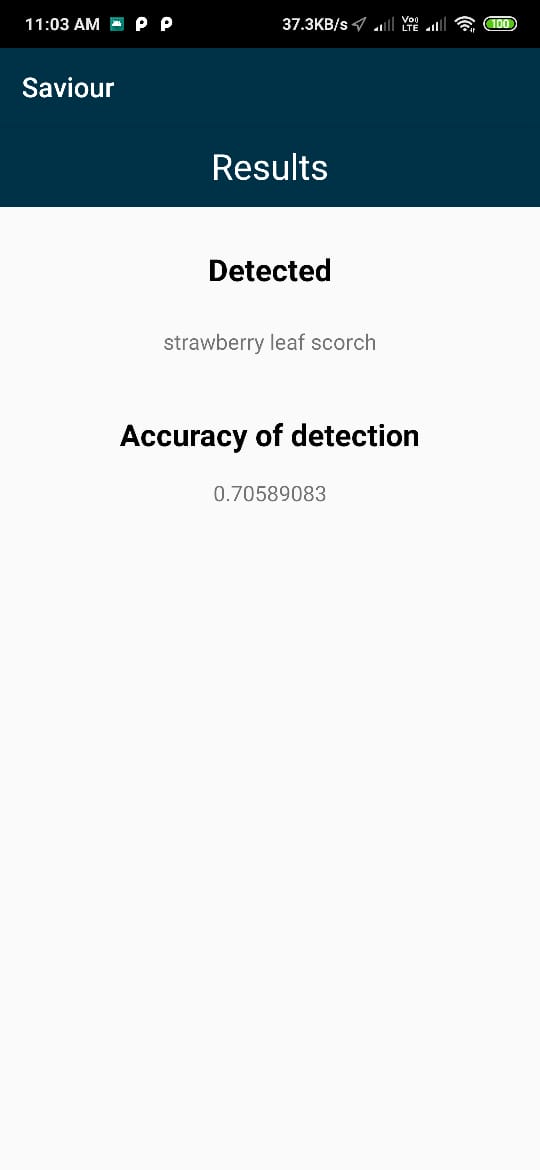 11:03 AM P P 37.3KB/s Vo) LTE 100
Saviour
Results
Detected
strawberry leaf scorch
Accuracy of detection
0.70589083